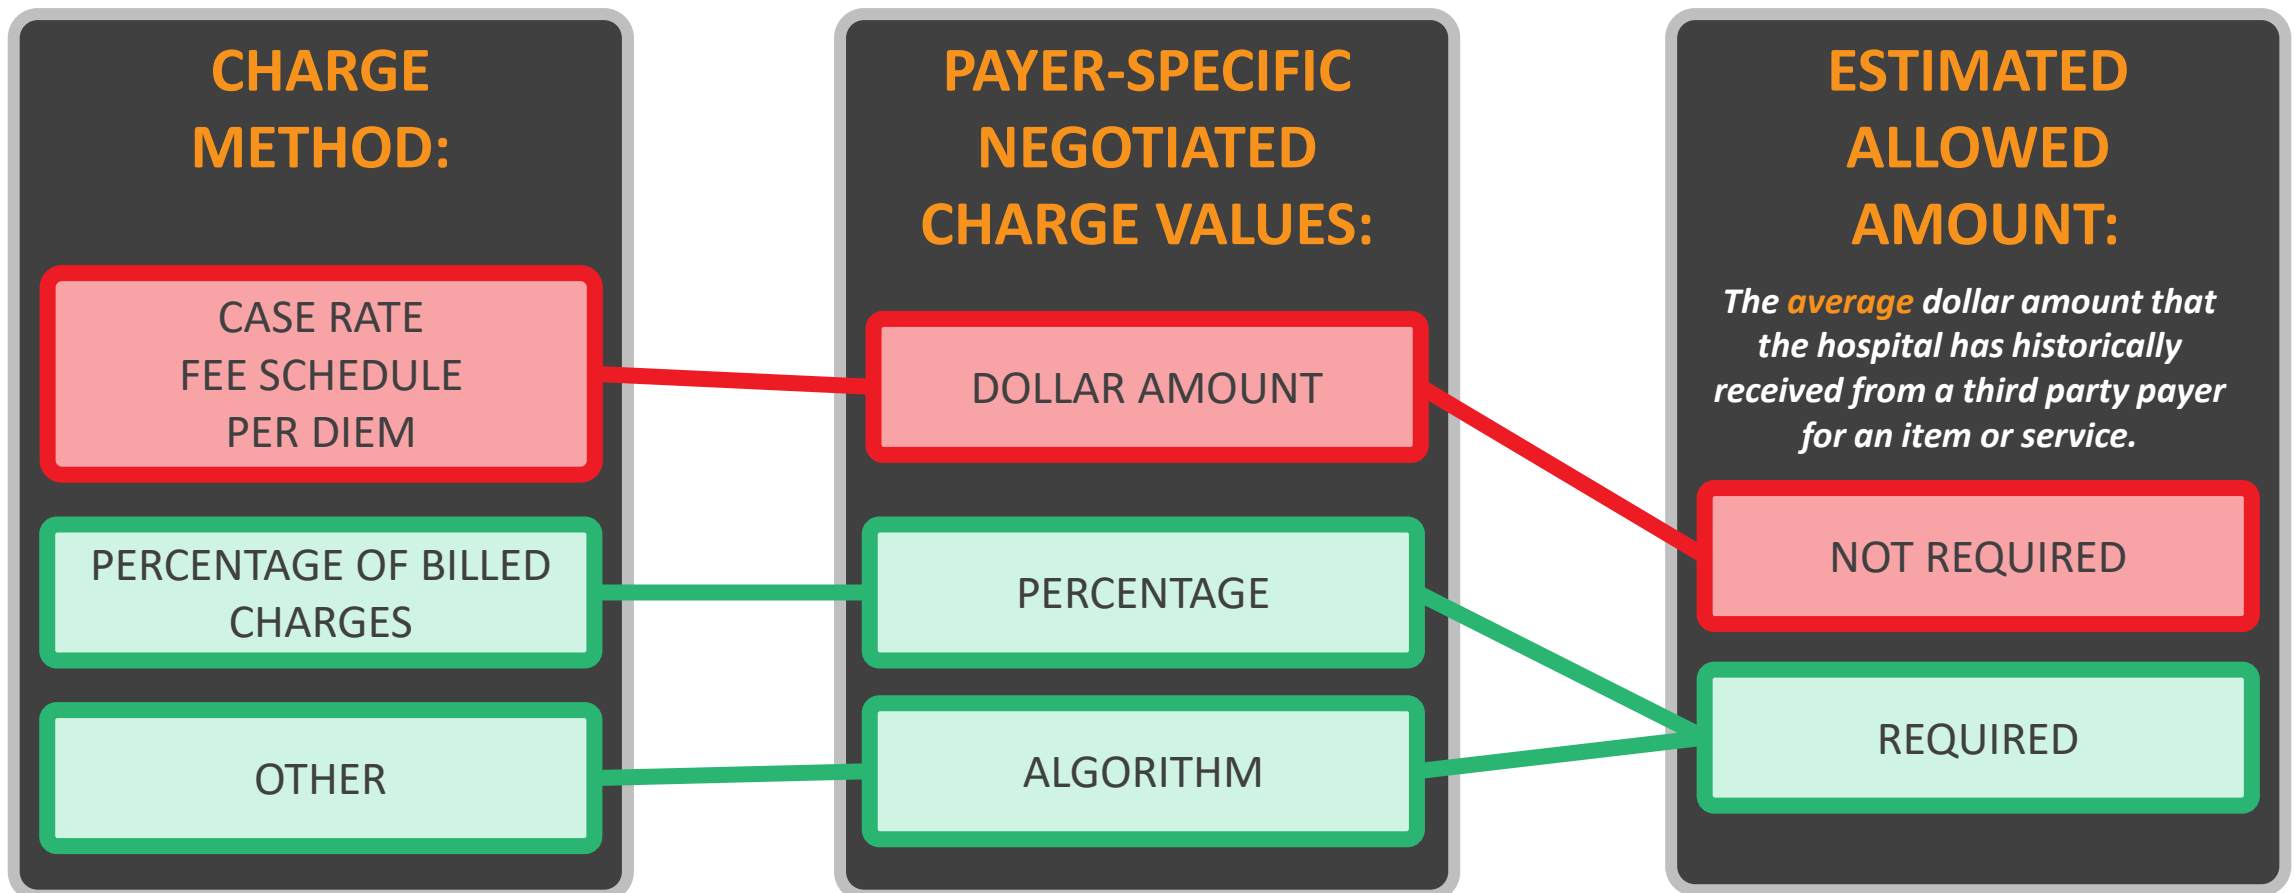 CHARGE
METHOD:
CASE RATE
FEE SCHEDULE
PER DIEM
PERCENTAGE OF BILLED
CHARGES
OTHER
PAYER-SPECIFIC
NEGOTIATED
CHARGE VALUES:
DOLLAR AMOUNT
PERCENTAGE
ALGORITHM
ESTIMATED
ALLOWED
AMOUNT:
The average dollar amount that
the hospital has historically
received from a third party payer
for an item or service.
NOT REQUIRED
REQUIRED